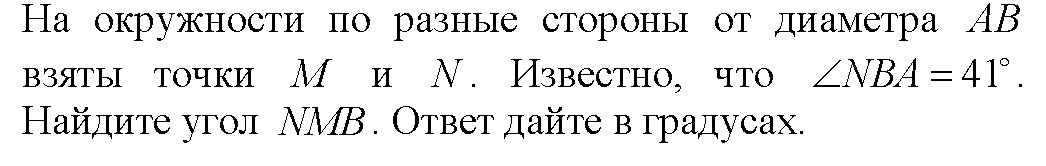 На окружности по разные стороны от диаметра AB
взяты точки M и N. Известно, что ∠NBA = 41°.
Найдите угол NMB. Ответ дайте в градусах.